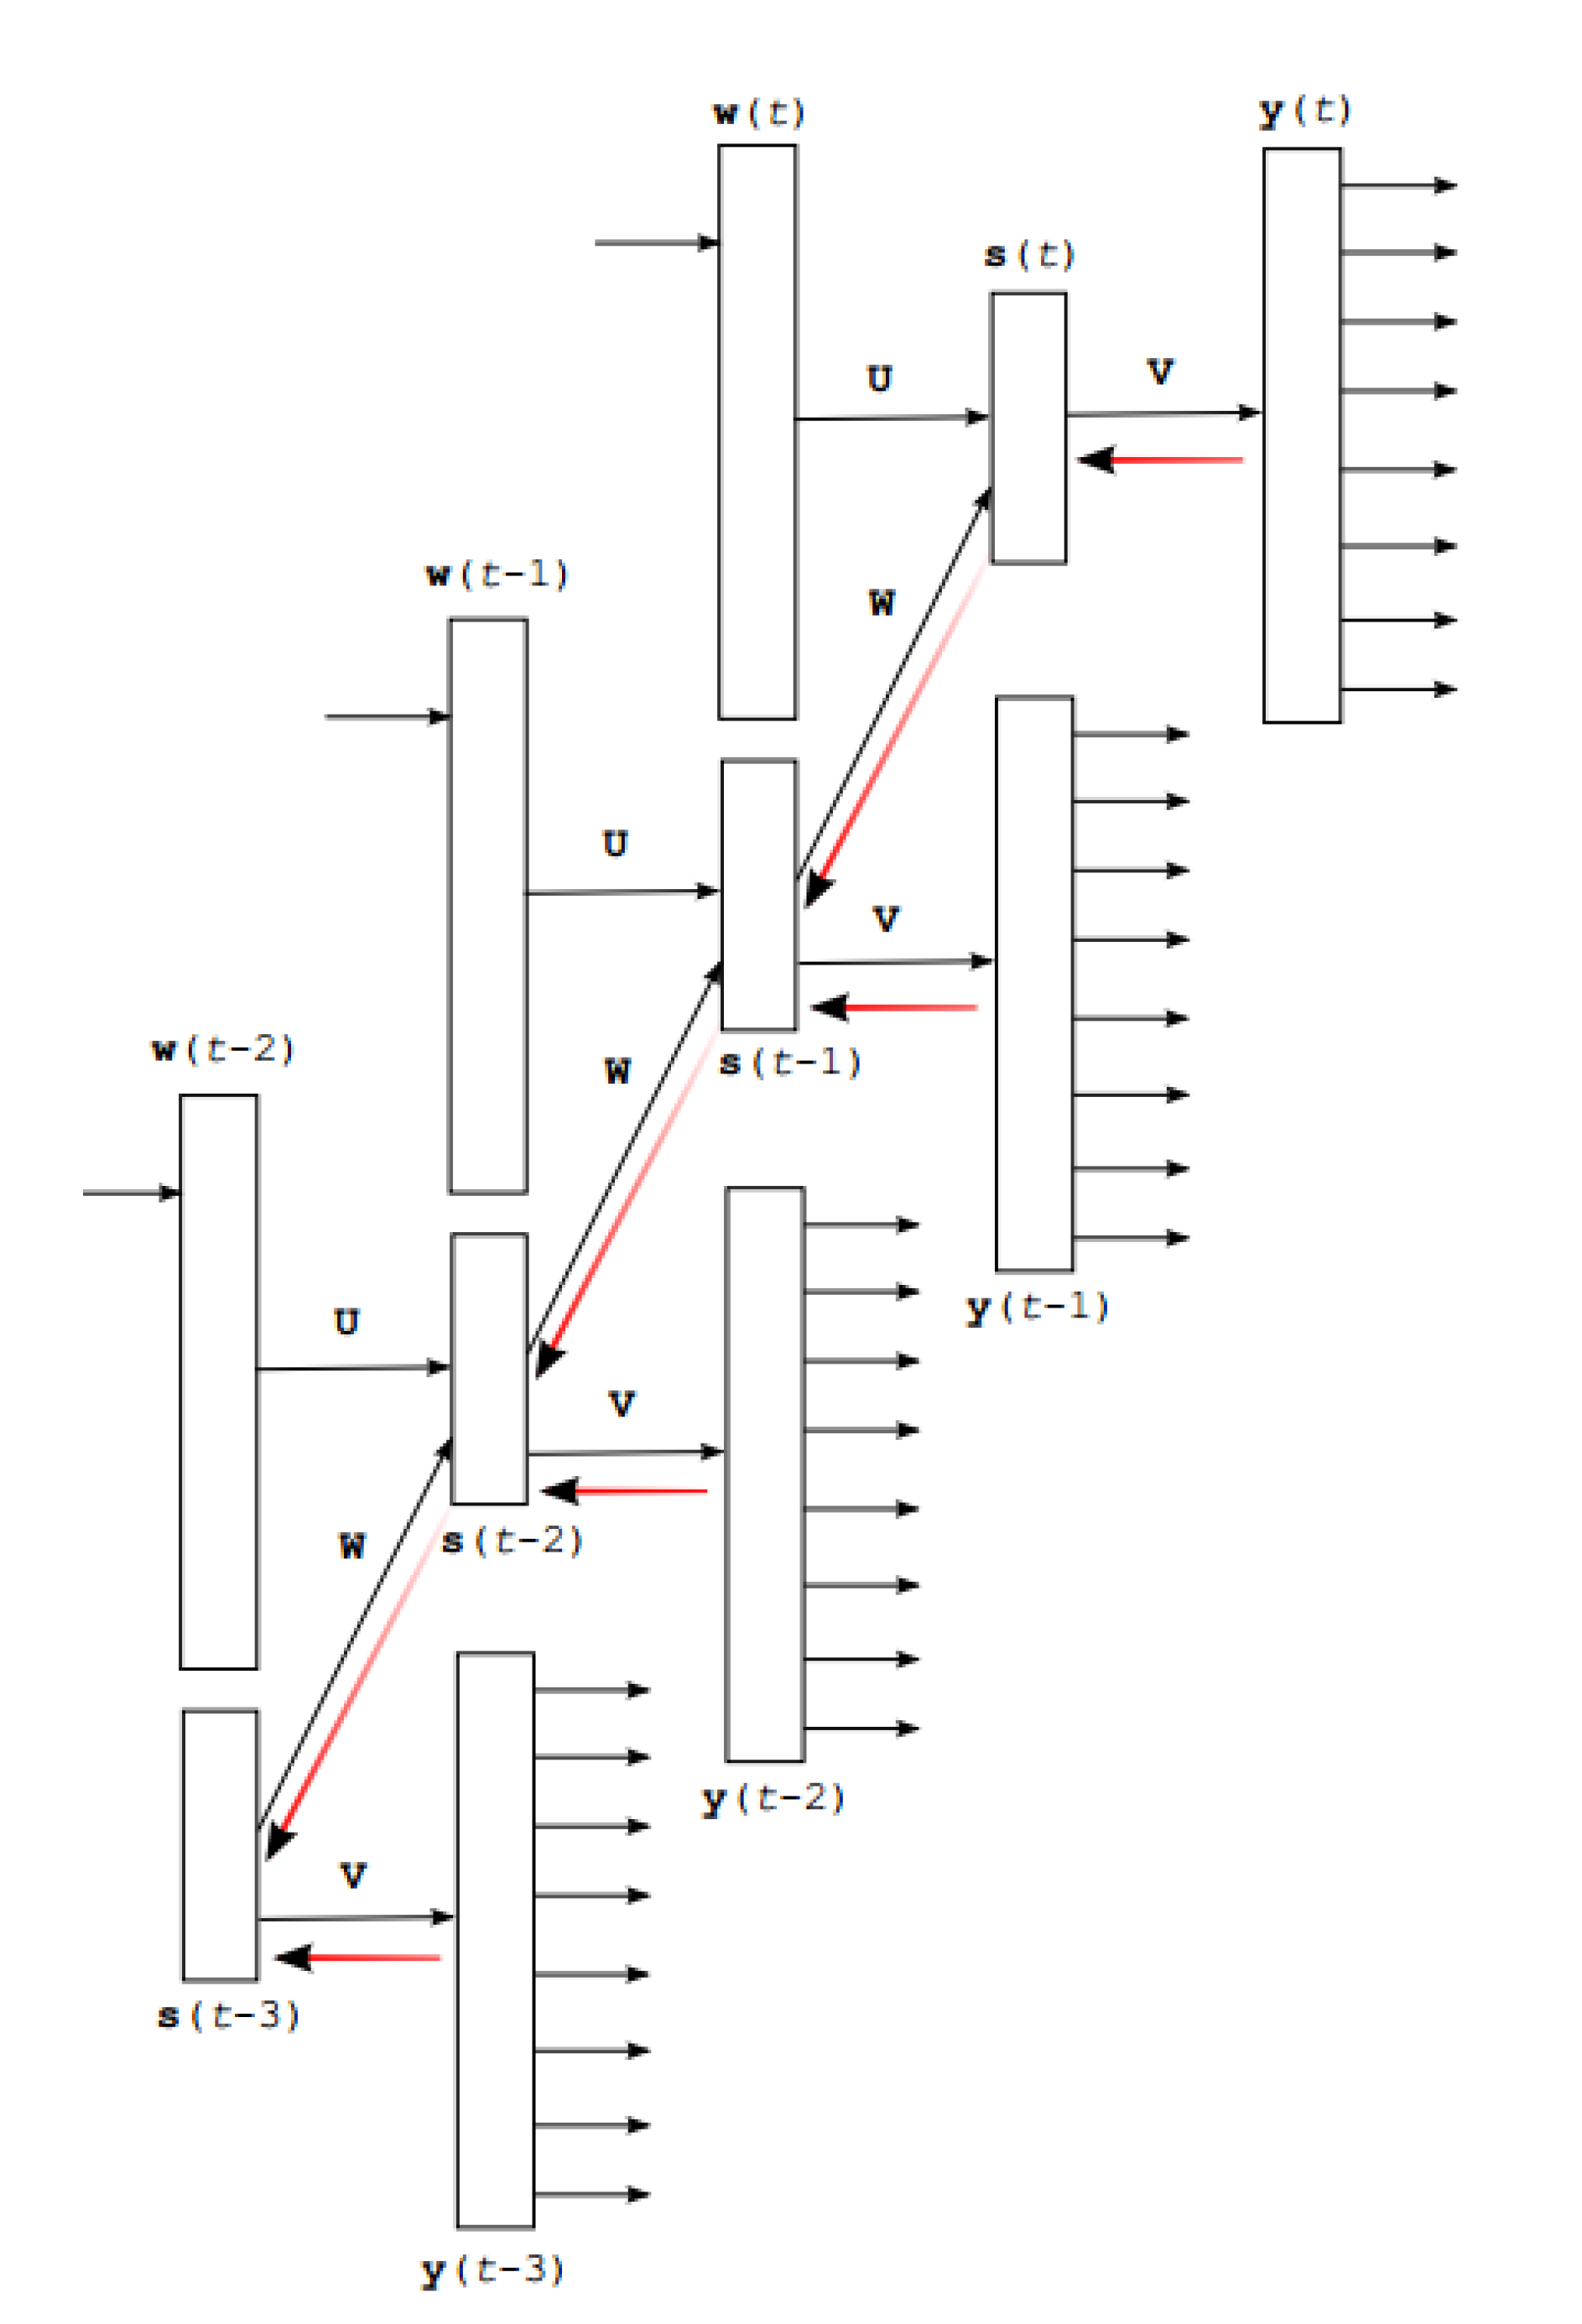 w(t)
y(t)
s(t)
U
V
w(t-1)
W
U
V
w(t-2)
s(t-1)
W
U
y(t-1)
V
s(t-2)
W
y(t-2)
V
s(t-3)
y(t-3)